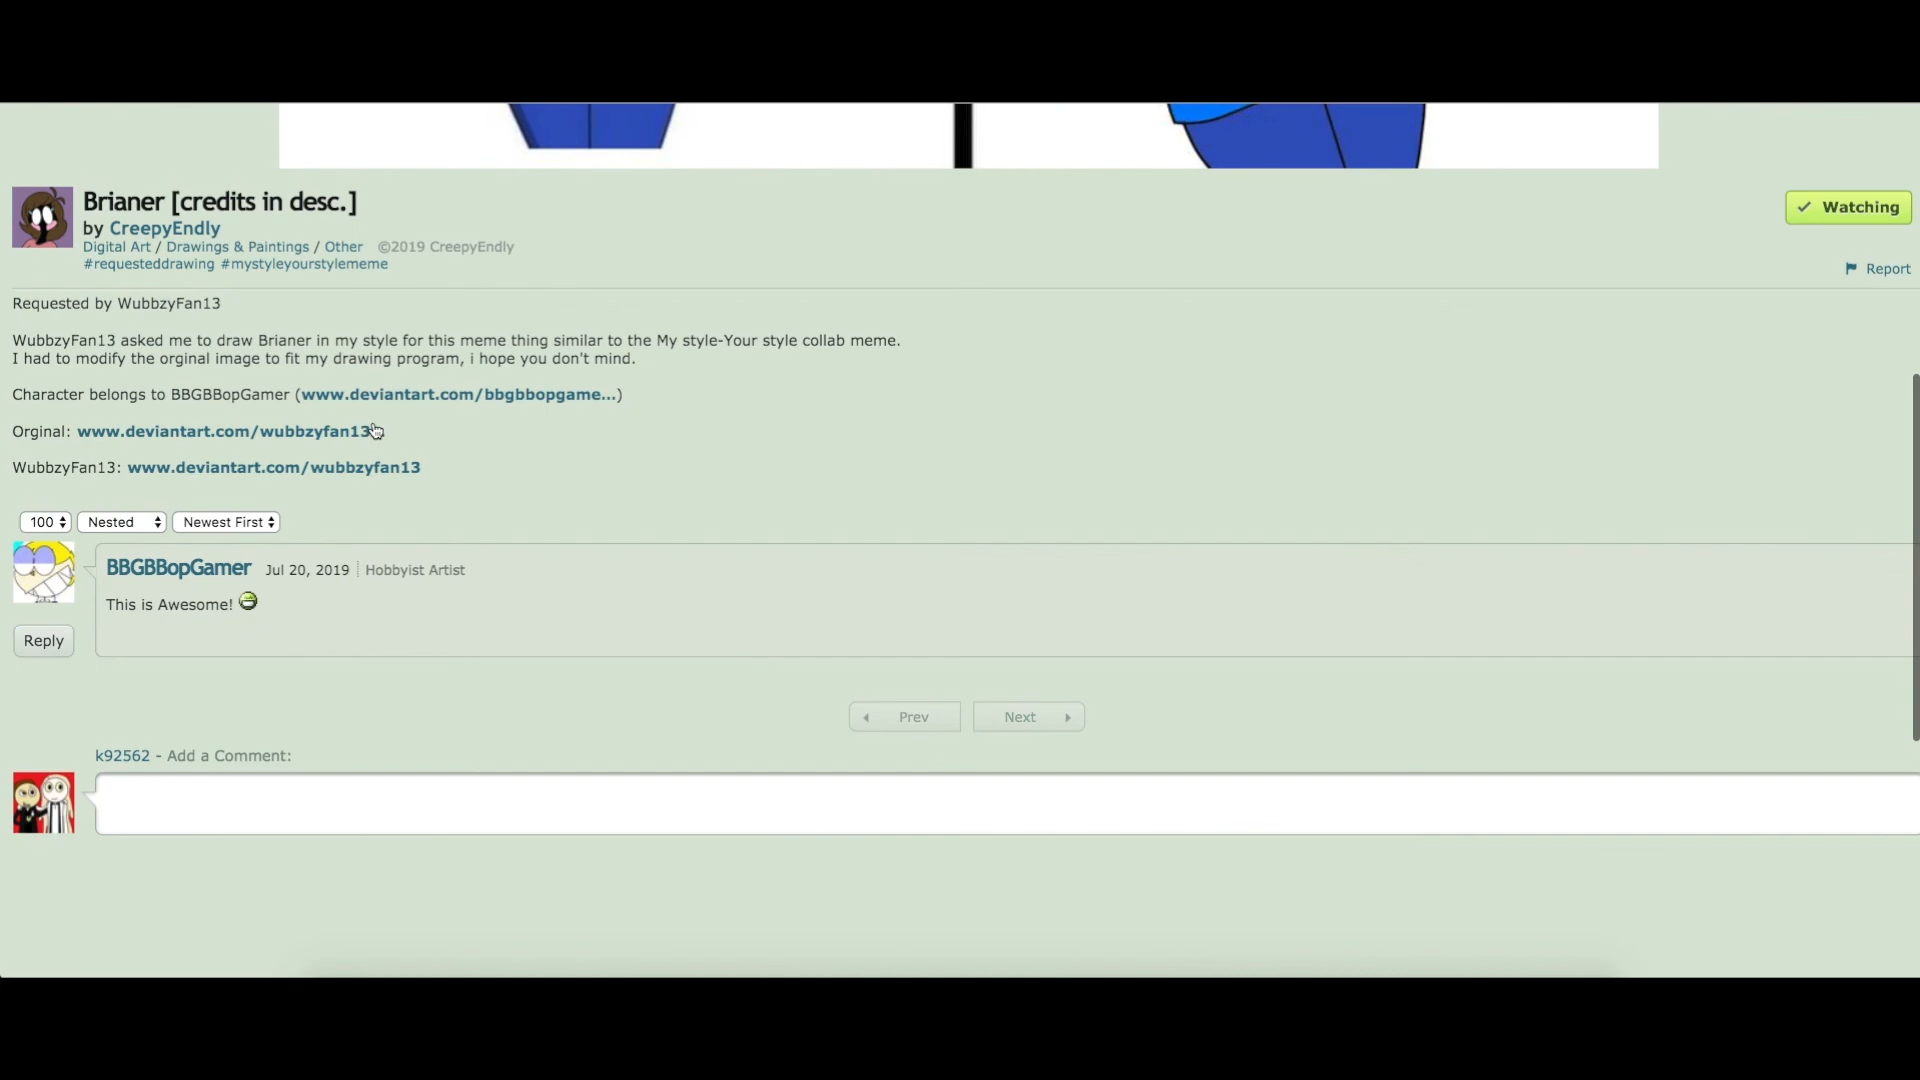 Brianer [credits in desc.]
by CreepyEndly
Digital Art / Drawings & Paintings / Other ©2019 CreepyEndly
#requesteddrawing #mystyleyourstylememe
Watching
Report
Requested by WubbzyFan13
WubbzyFan13 asked me to draw Brianer in my style for this meme thing similar to the My style-Your style collab meme.
I had to modify the orginal image to fit my drawing program, i hope you don't mind.
Character belongs to BBGBBopGamer (www.deviantart.com/bbgbbopgame...)
Orginal: www.deviantart.com/wubbzyfan13
WubbzyFan13: www.deviantart.com/wubbzyfan13
100 Nested Newest First
BBGBBopGamer Jul 20, 2019 Hobbyist Artist
This is Awesome!
Reply
Prev Next
k92562 - Add a Comment: